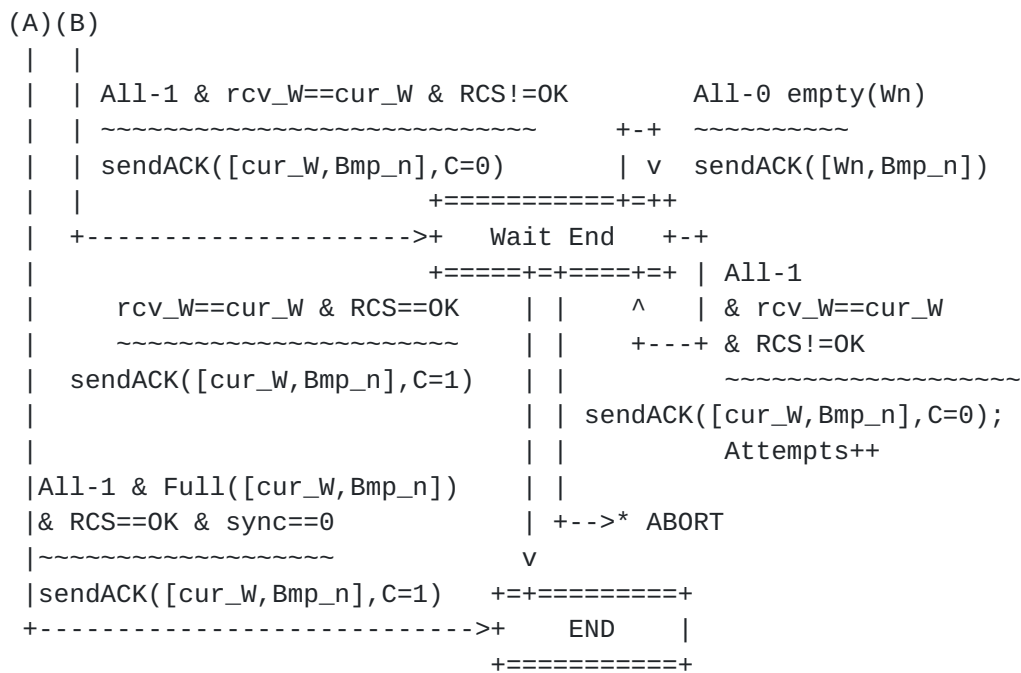 (A)(B)
 |  |
 |  | All-1 & rcv_W==cur_W & RCS!=OK        All-0 empty(Wn)
 |  | ~~~~~~~~~~~~~~~~~~~~~~~~~~~~     +-+  ~~~~~~~~~~
 |  | sendACK([cur_W,Bmp_n],C=0)       | v  sendACK([Wn,Bmp_n])
 |  |                      +===========+=++
 |  +--------------------->+   Wait End   +-+
 |                         +=====+=+====+=+ | All-1
 |     rcv_W==cur_W & RCS==OK    | |    ^   | & rcv_W==cur_W
 |     ~~~~~~~~~~~~~~~~~~~~~~    | |    +---+ & RCS!=OK
 |  sendACK([cur_W,Bmp_n],C=1)   | |          ~~~~~~~~~~~~~~~~~~~
 |                               | | sendACK([cur_W,Bmp_n],C=0);
 |                               | |          Attempts++
 |All-1 & Full([cur_W,Bmp_n])    | |
 |& RCS==OK & sync==0            | +-->* ABORT
 |~~~~~~~~~~~~~~~~~~~            v
 |sendACK([cur_W,Bmp_n],C=1)   +=+=========+
 +---------------------------->+    END    |
                               +===========+